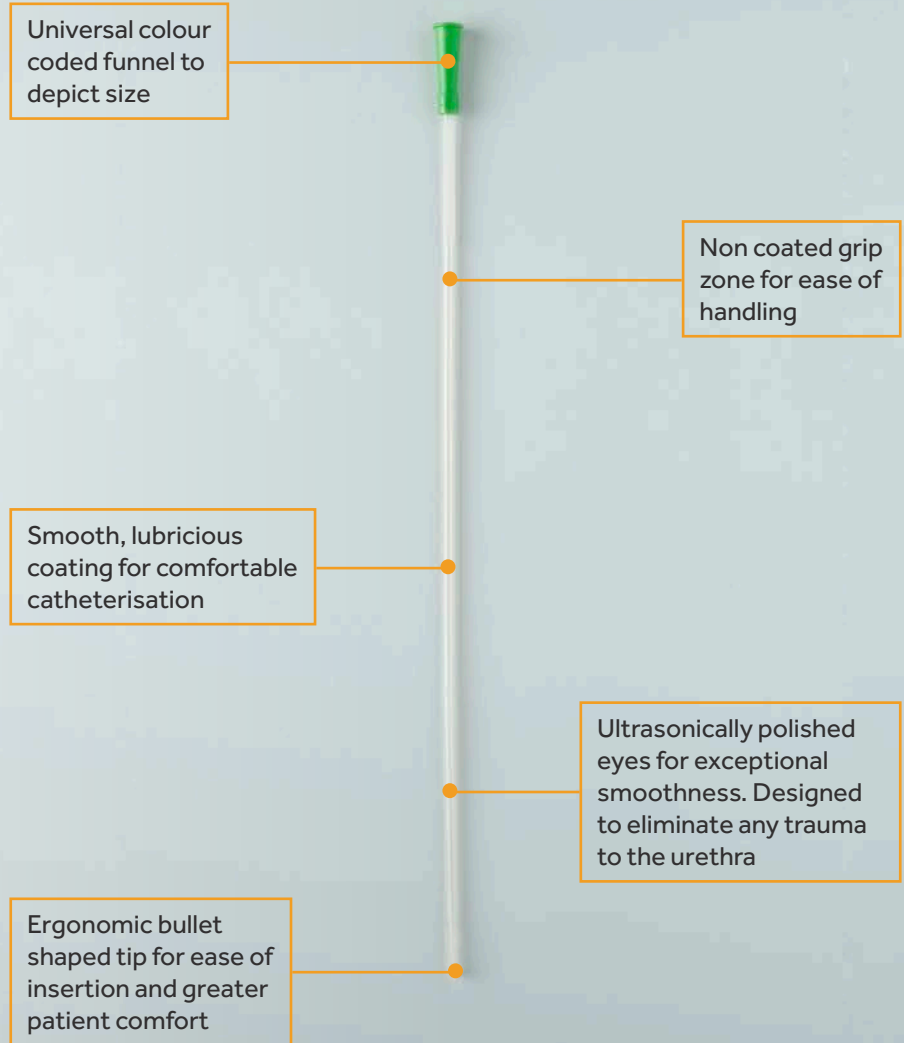 Universal colour
coded funnel to
depict size
Non coated grip
zone for ease of
handling
Smooth, lubricious
coating for comfortable
catheterisation
Ultrasonically polished
eyes for exceptional
smoothness. Designed
to eliminate any trauma
to the urethra
Ergonomic bullet
shaped tip for ease of
insertion and greater
patient comfort